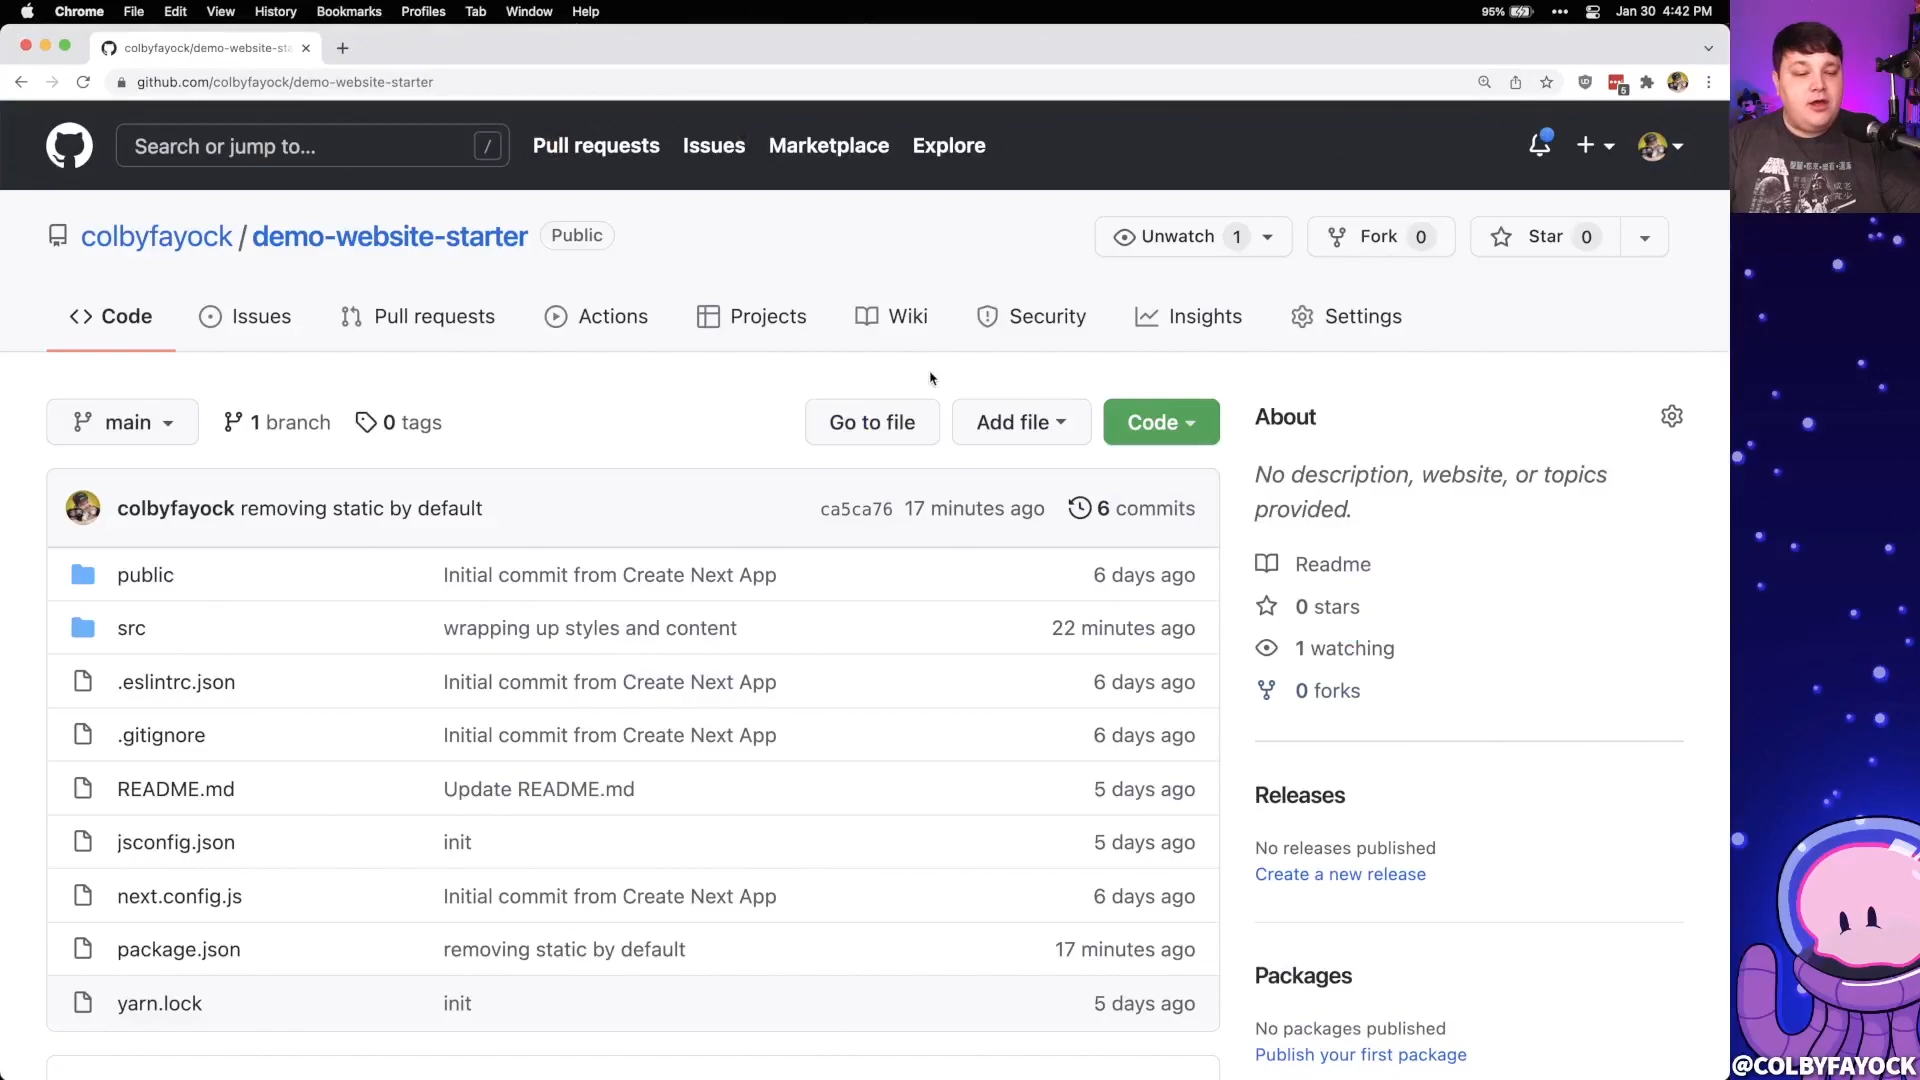 Chrome File Edit View History Bookmarks Profiles Tab Window Help 95% Jan 30 4:42 PM
colbyfayock/demo-website-sta
github.com/colbyfayock/demo-website-starter 5
Search or jump to... / Pull requests Issues Marketplace Explore
colbyfayock / demo-website-starter Public Unwatch 1 Fork 0 Star 0
Code Issues Pull requests Actions Projects Wiki Security Insights Settings
main 1 branch 0 tags Go to file Add file Code
colbyfayock removing static by default ca5ca76 17 minutes ago 6 commits
public Initial commit from Create Next App 6 days ago
src wrapping up styles and content 22 minutes ago
.eslintrc.json Initial commit from Create Next App 6 days ago
.gitignore Initial commit from Create Next App 6 days ago
README.md Update README.md 5 days ago
jsconfig.json init 5 days ago
next.config.js Initial commit from Create Next App 6 days ago
package.json removing static by default 17 minutes ago
yarn.lock init 5 days ago
About
No description, website, or topics
provided.
Readme
0 stars
1 watching
0 forks
Releases
No releases published
Create a new release
Packages
No packages published
Publish your first package
@COLBYFAYOCK